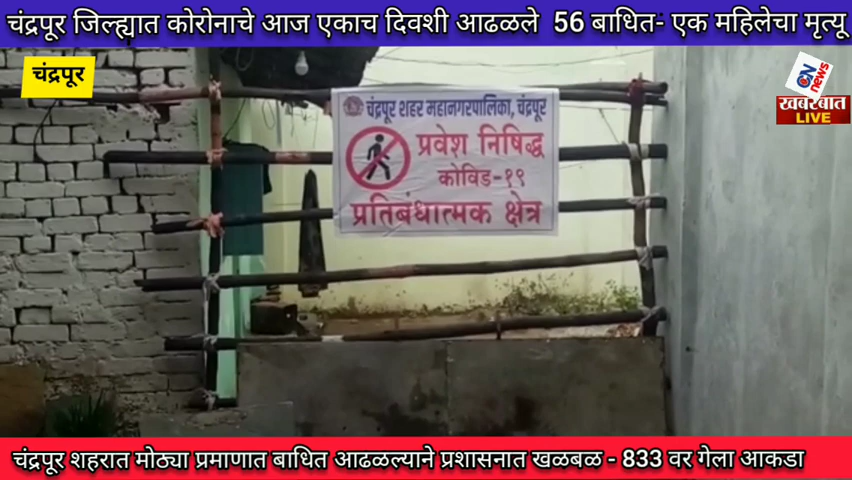 चंद्रपूर जिल्ह्यात कोरोनाचे आज एकाच दिवशी आढळले 56 बाधित- एक महिलेचा मृत्यू
चंद्रपूर
CN news
खबरबात
LIVE
चंद्रपूर शहर महानगरपालिका, चंद्रपूर
प्रवेश निषिद्ध
कोविड-१९
प्रतिबंधात्मक क्षेत्र
चंद्रपूर शहरात मोठ्या प्रमाणात बाधित आढळल्याने प्रशासनात खळबळ - 833 वर गेला आकडा